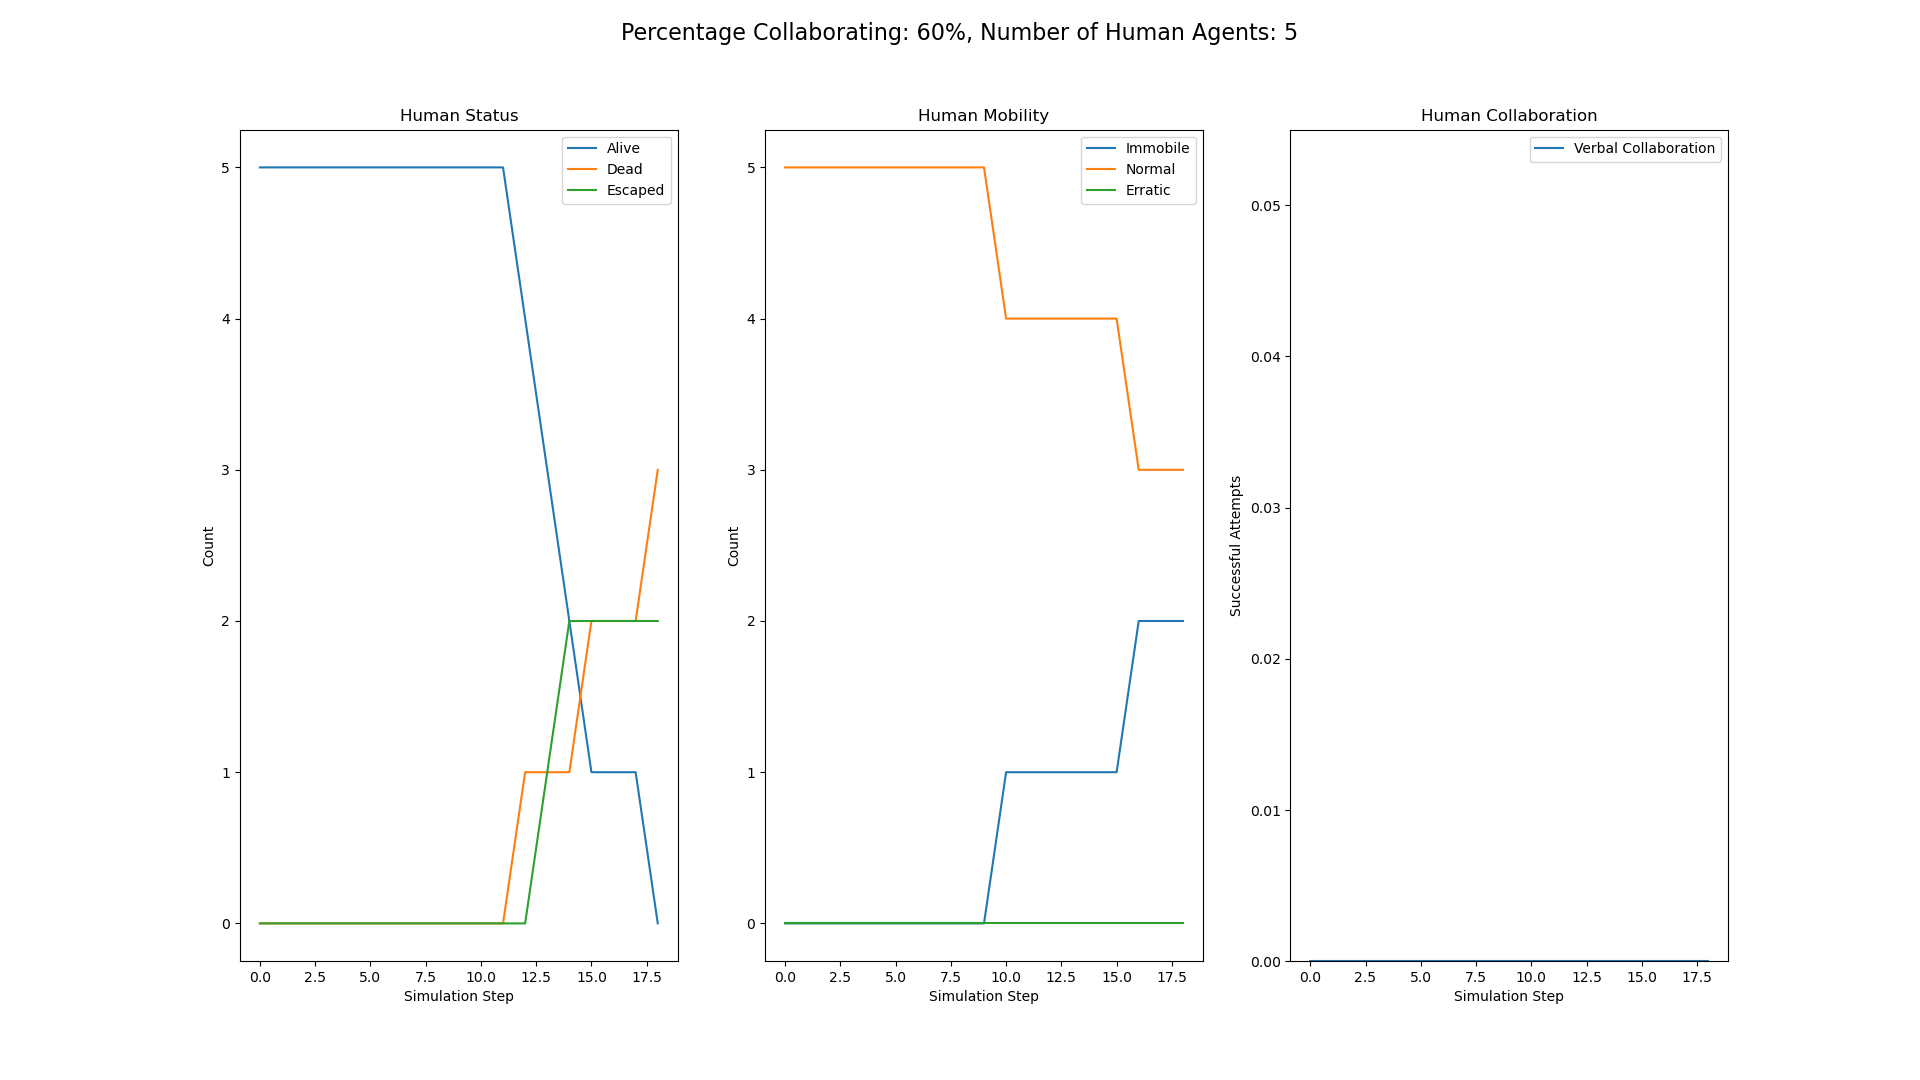 Percentage Collaborating: 60%, Number of Human Agents: 5
Human Status
Alive
Dead
Escaped
5
4
3
2
1
0
Count
0.0 2.5 5.0 7.5 10.0 12.5 15.0 17.5
Simulation Step
Human Mobility
Immobile
Normal
Erratic
5
4
3
2
1
0
Count
0.0 2.5 5.0 7.5 10.0 12.5 15.0 17.5
Simulation Step
Human Collaboration
Verbal Collaboration
0.05
0.04
0.03
0.02
0.01
0.00
Successful Attempts
0.0 2.5 5.0 7.5 10.0 12.5 15.0 17.5
Simulation Step